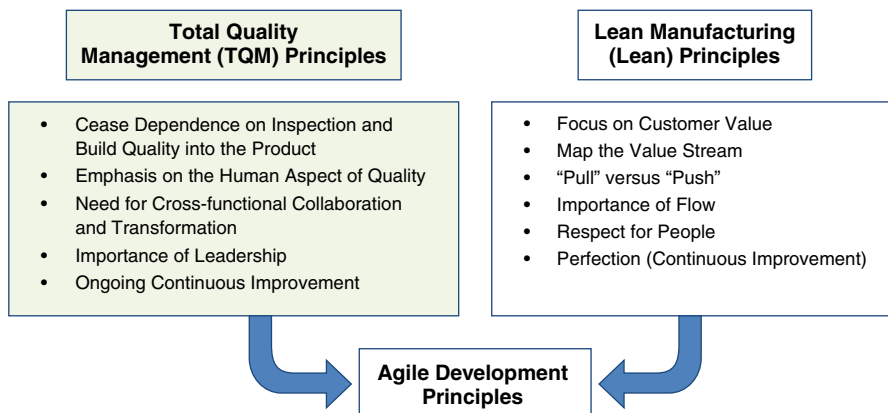 Total Quality
Management (TQM) Principles
• Cease Dependence on Inspection and
Build Quality into the Product
• Emphasis on the Human Aspect of Quality
• Need for Cross-functional Collaboration
and Transformation
• Importance of Leadership
• Ongoing Continuous Improvement
Lean Manufacturing
(Lean) Principles
• Focus on Customer Value
• Map the Value Stream
• “Pull” versus “Push”
• Importance of Flow
• Respect for People
• Perfection (Continuous Improvement)
Agile Development
Principles